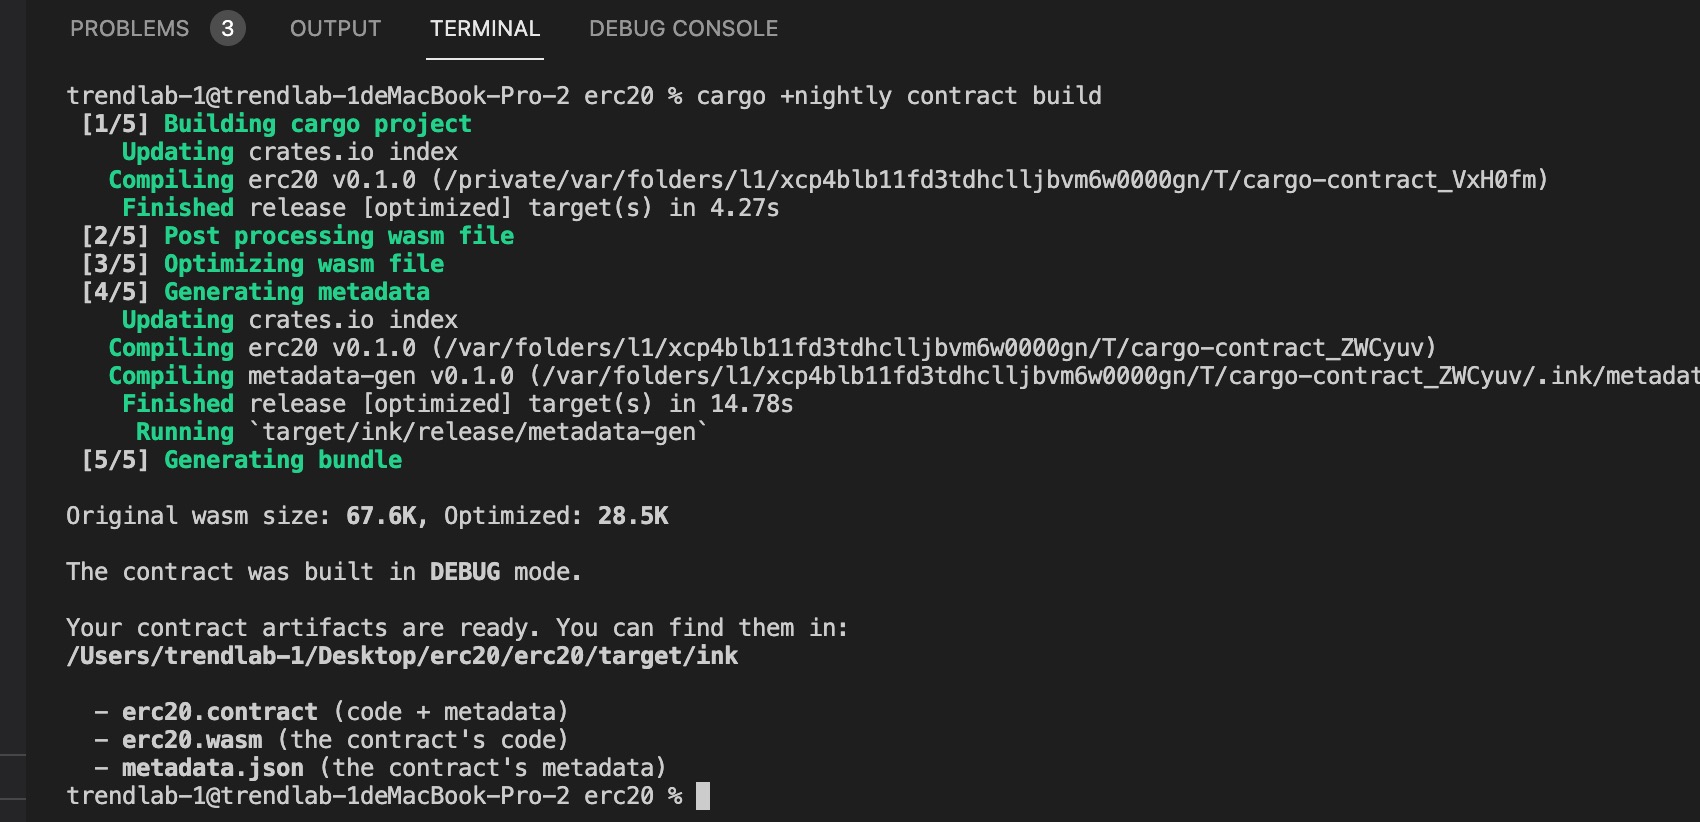 PROBLEMS 3 OUTPUT TERMINAL DEBUG CONSOLE
trendlab-1@trendlab-1deMacBook-Pro-2 erc20 % cargo +nightly contract build
[1/5] Building cargo project
Updating crates.io index
Compiling erc20 v0.1.0 (/private/var/folders/l1/xcp4blb11fd3tdhclljbvm6w0000gn/T/cargo-contract_VxH0fm)
Finished release [optimized] target(s) in 4.27s
[2/5] Post processing wasm file
[3/5] Optimizing wasm file
[4/5] Generating metadata
Updating crates.io index
Compiling erc20 v0.1.0 (/var/folders/l1/xcp4blb11fd3tdhclljbvm6w0000gn/T/cargo-contract_ZWCyuv)
Compiling metadata-gen v0.1.0 (/var/folders/l1/xcp4blb11fd3tdhclljbvm6w0000gn/T/cargo-contract_ZWCyuv/.ink/metadat
Finished release [optimized] target(s) in 14.78s
Running `target/ink/release/metadata-gen`
[5/5] Generating bundle
Original wasm size: 67.6K, Optimized: 28.5K
The contract was built in DEBUG mode.
Your contract artifacts are ready. You can find them in:
/Users/trendlab-1/Desktop/erc20/erc20/target/ink
- erc20.contract (code + metadata)
- erc20.wasm (the contract's code)
- metadata.json (the contract's metadata)
trendlab-1@trendlab-1deMacBook-Pro-2 erc20 %